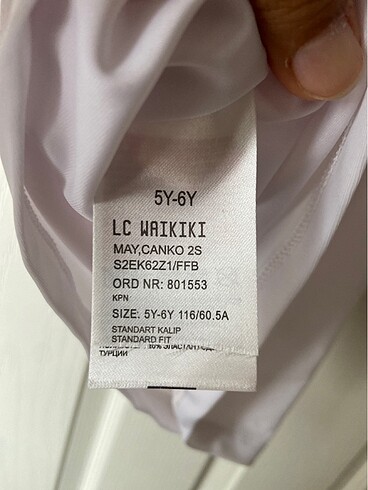 5Y-6Y
LC WAIKIKI
MAY,CANKO 2S
S2EK62Z1/FFB
ORD NR: 801553
KPN
SIZE: 5Y-6Y 116/60.5A
STANDART KALIP
STANDARD FIT
ТУРЦИИ